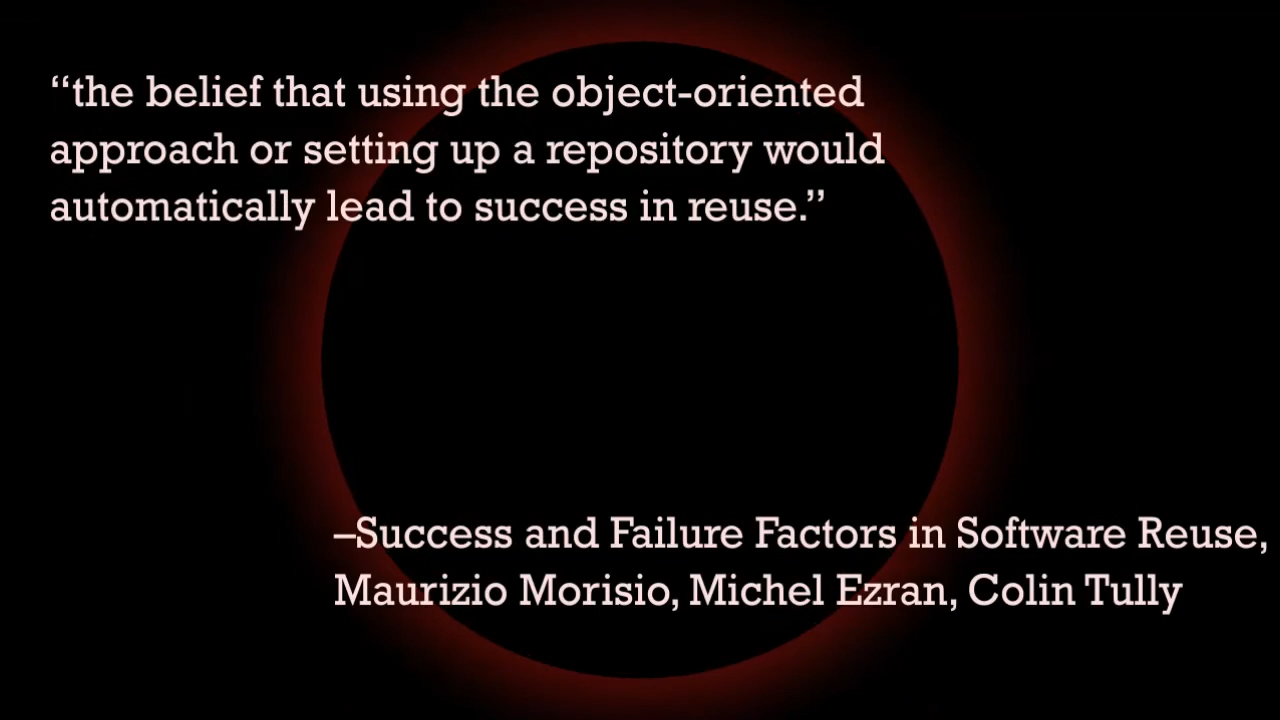 “the belief that using the object-oriented
approach or setting up a repository would
automatically lead to success in reuse.”
–Success and Failure Factors in Software Reuse,
Maurizio Morisio, Michel Ezran, Colin Tully